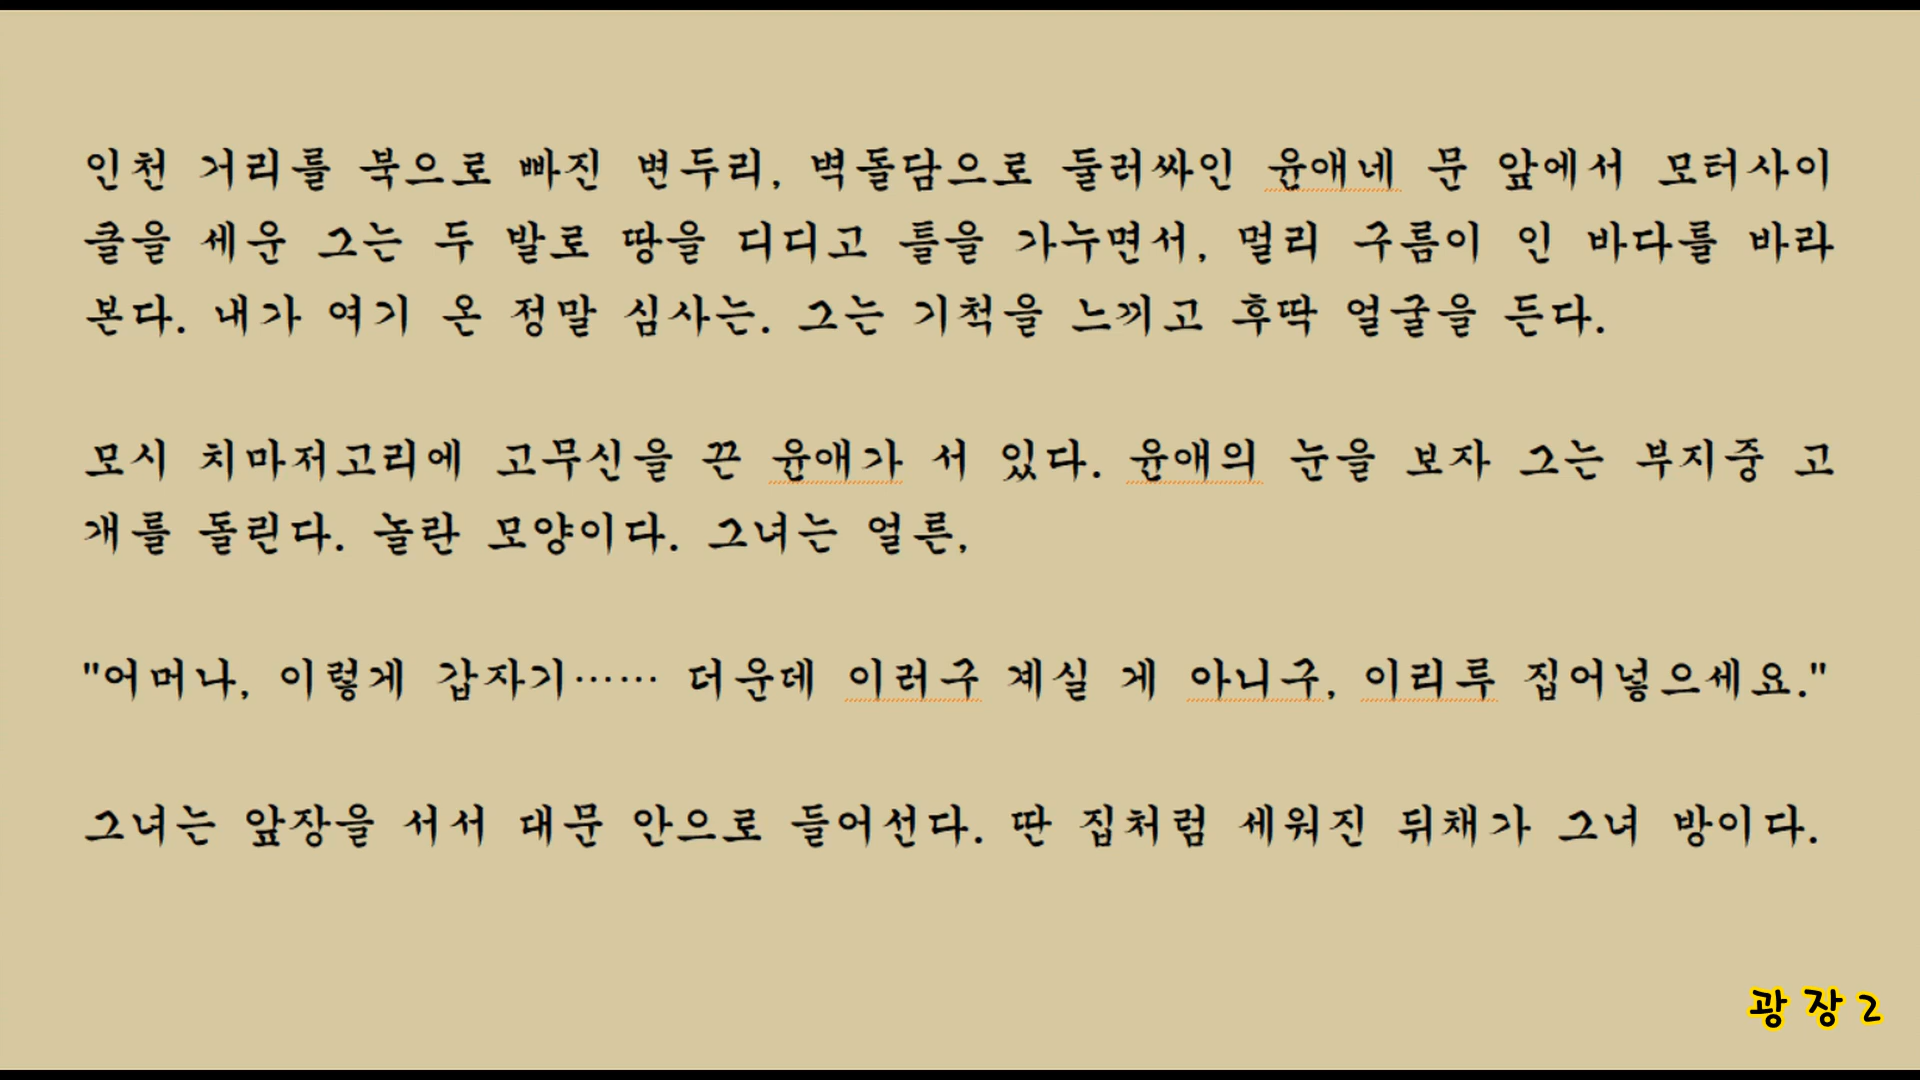 인천 거리를 북으로 빠진 변두리, 벽돌담으로 둘러싸인 윤애네 문 앞에서 모터사이
클을 세운 그는 두 발로 땅을 디디고 틀을 가누면서, 멀리 구름이 인 바다를 바라
본다. 내가 여기 온 정말 심사는. 그는 기척을 느끼고 후딱 얼굴을 든다.
모시 치마저고리에 고무신을 끈 윤애가 서 있다. 윤애의 눈을 보자 그는 부지중 고
개를 돌린다. 놀란 모양이다. 그녀는 얼른,
"어머나, 이렇게 갑자기…… 더운데 이러구 계실 게 아니구, 이리루 집어넣으세요."
그녀는 앞장을 서서 대문 안으로 들어선다. 딴 집처럼 세워진 뒤채가 그녀 방이다.
광장2